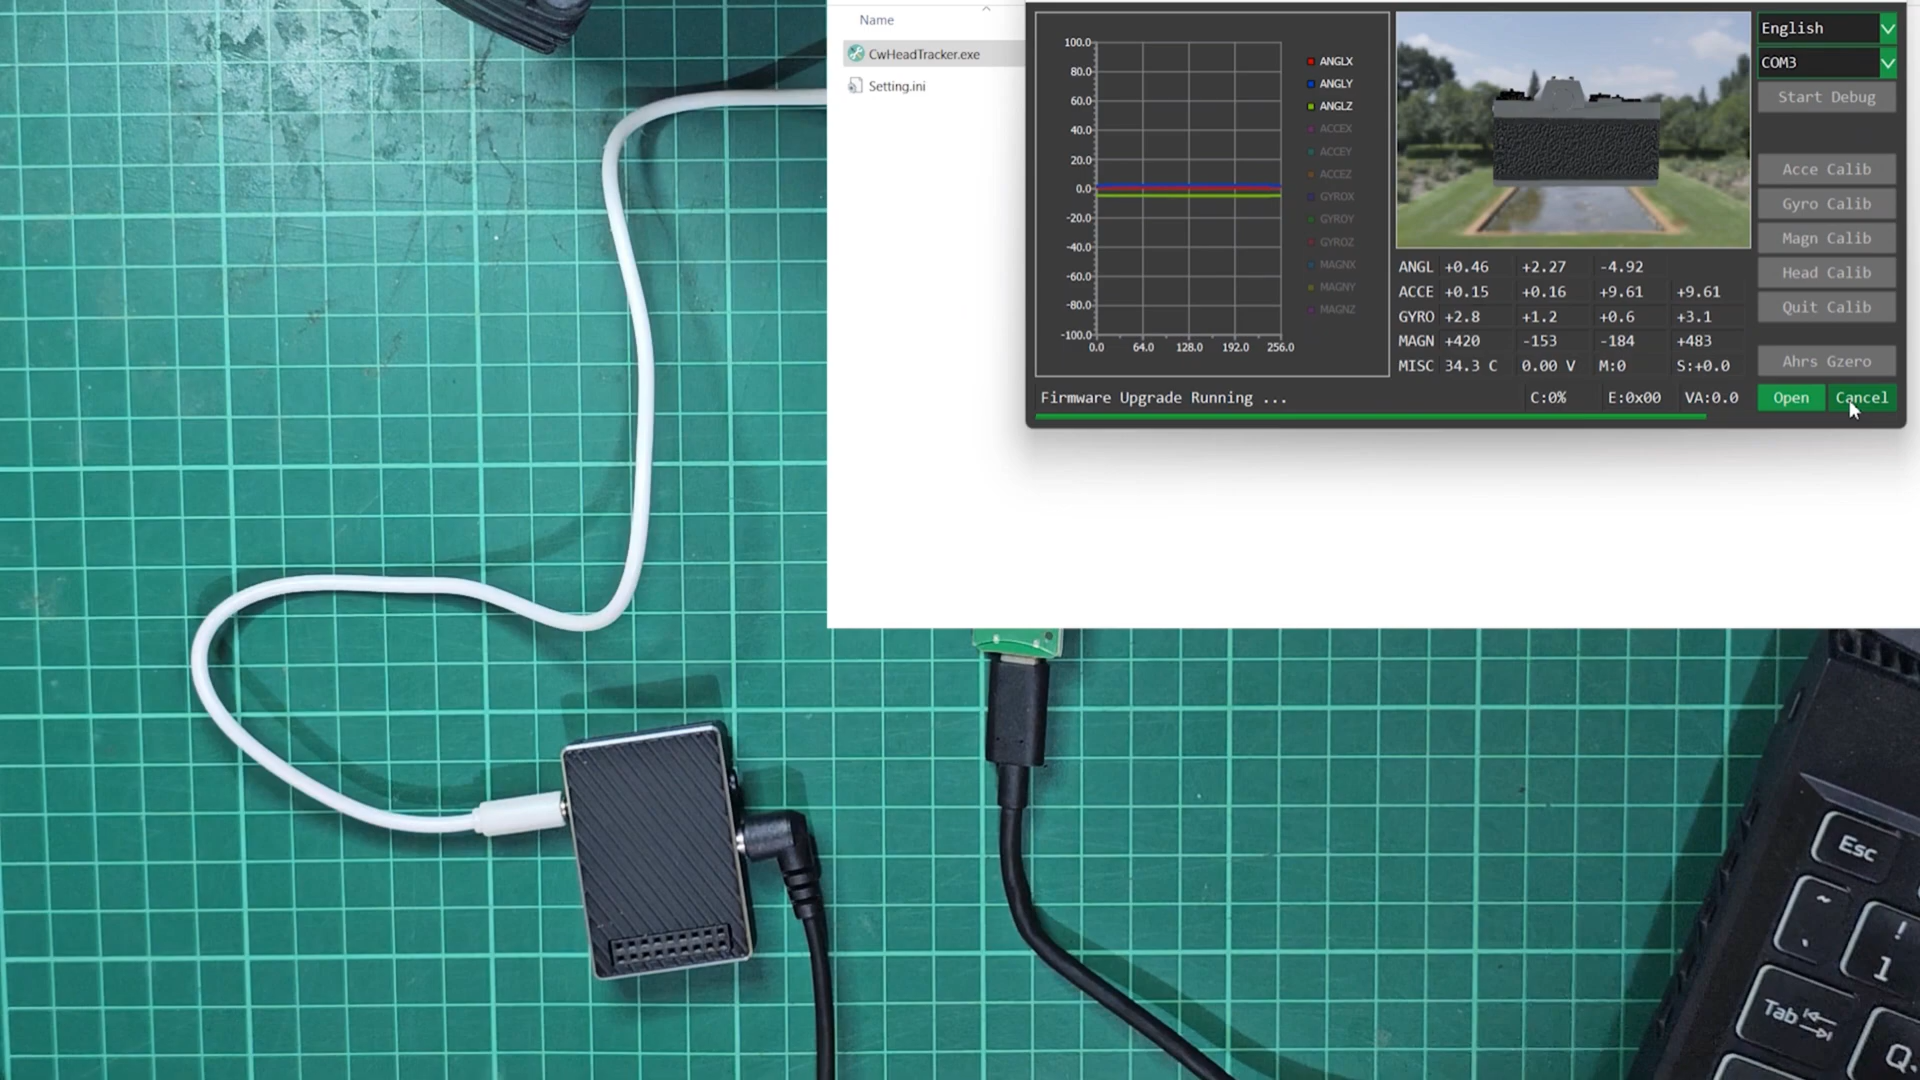 Name
CwHeadTracker.exe
Setting.ini
100.0
80.0
60.0
40.0
20.0
0.0
-20.0
-40.0
-60.0
-80.0
-100.0
0.0 64.0 128.0 192.0 256.0
ANGLX
ANGLY
ANGLZ
ACCEX
ACCEY
ACCEZ
GYROX
GYROY
GYROZ
MAGNX
MAGNY
MAGNZ
ANGL +0.46 +2.27 -4.92
ACCE +0.15 +0.16 +9.61 +9.61
GYRO +2.8 +1.2 +0.6 +3.1
MAGN +420 -153 -184 +483
MISC 34.3 C 0.00 V M:0 S:+0.0
English
COM3
Start Debug
Acce Calib
Gyro Calib
Magn Calib
Head Calib
Quit Calib
Ahrs Gzero
Firmware Upgrade Running ... C:0% E:0x00 VA:0.0 Open Cancel
Esc
~
!
1
Tab
Q